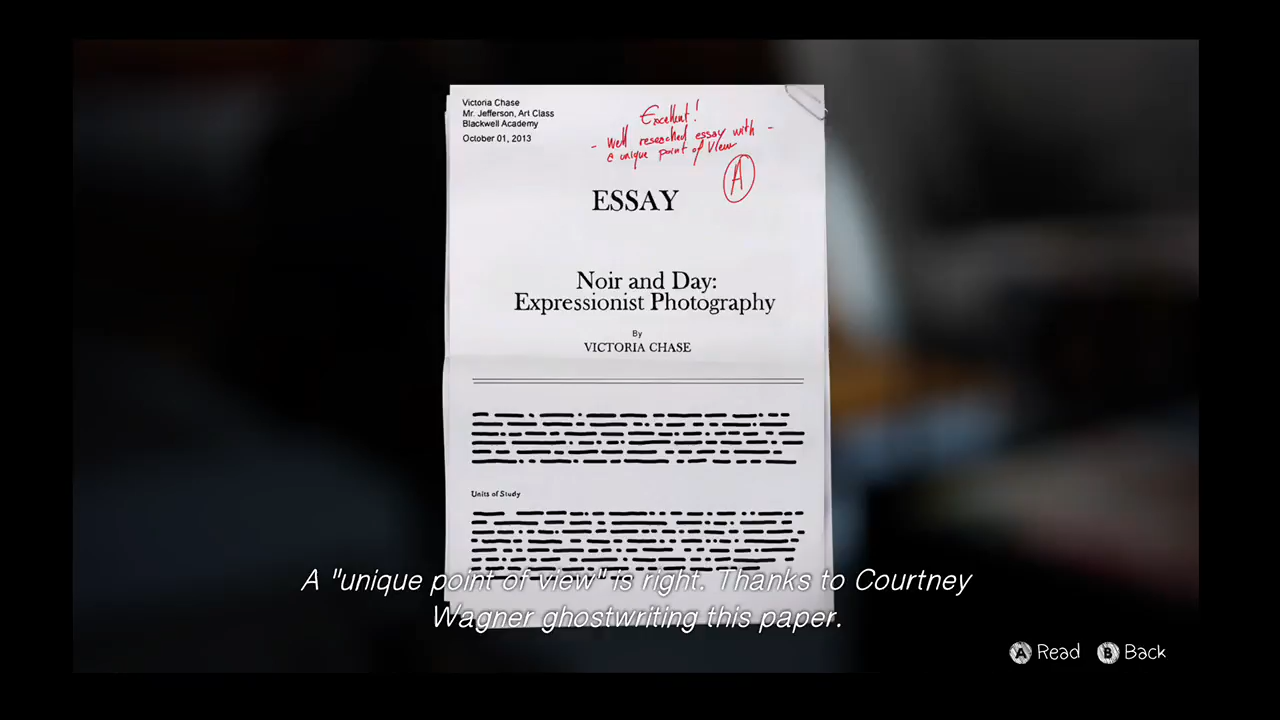 Victoria Chase
Mr. Jefferson, Art Class
Blackwell Academy
October 01, 2013
Excellent!
- Well reseached essay with -
a unique point of View
A
ESSAY
Noir and Day:
Expressionist Photography
By
VICTORIA CHASE
Units of Study
A "unique point of view" is right. Thanks to Courtney
Wagner ghostwriting this paper.
A Read B Back